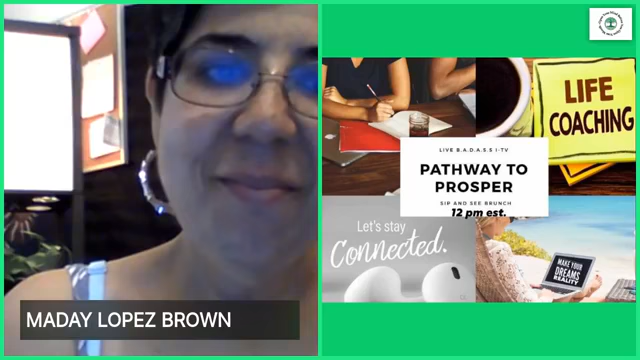 MADAY LOPEZ BROWN
LIFE
COACHING
LIVE B.A.D.A.S.S I-TV
PATHWAY TO
PROSPER
SIP AND SEE BRUNCH
12 pm est.
Let's stay
Connected.
MAKE YOUR
DREAMS
REALITY